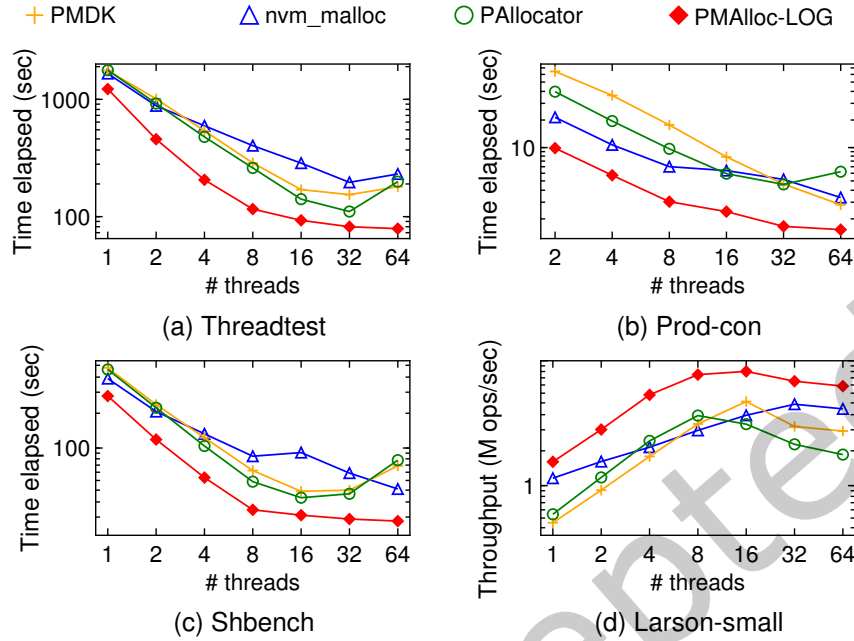 PMDK nvm_malloc PAllocator PMAlloc-LOG
Time elapsed (sec)
1000
100
1 2 4 8 16 32 64
# threads
(a) Threadtest
Time elapsed (sec)
10
2 4 8 16 32 64
# threads
(b) Prod-con
Time elapsed (sec)
100
1 2 4 8 16 32 64
# threads
(c) Shbench
Throughput (M ops/sec)
1
1 2 4 8 16 32 64
# threads
(d) Larson-small